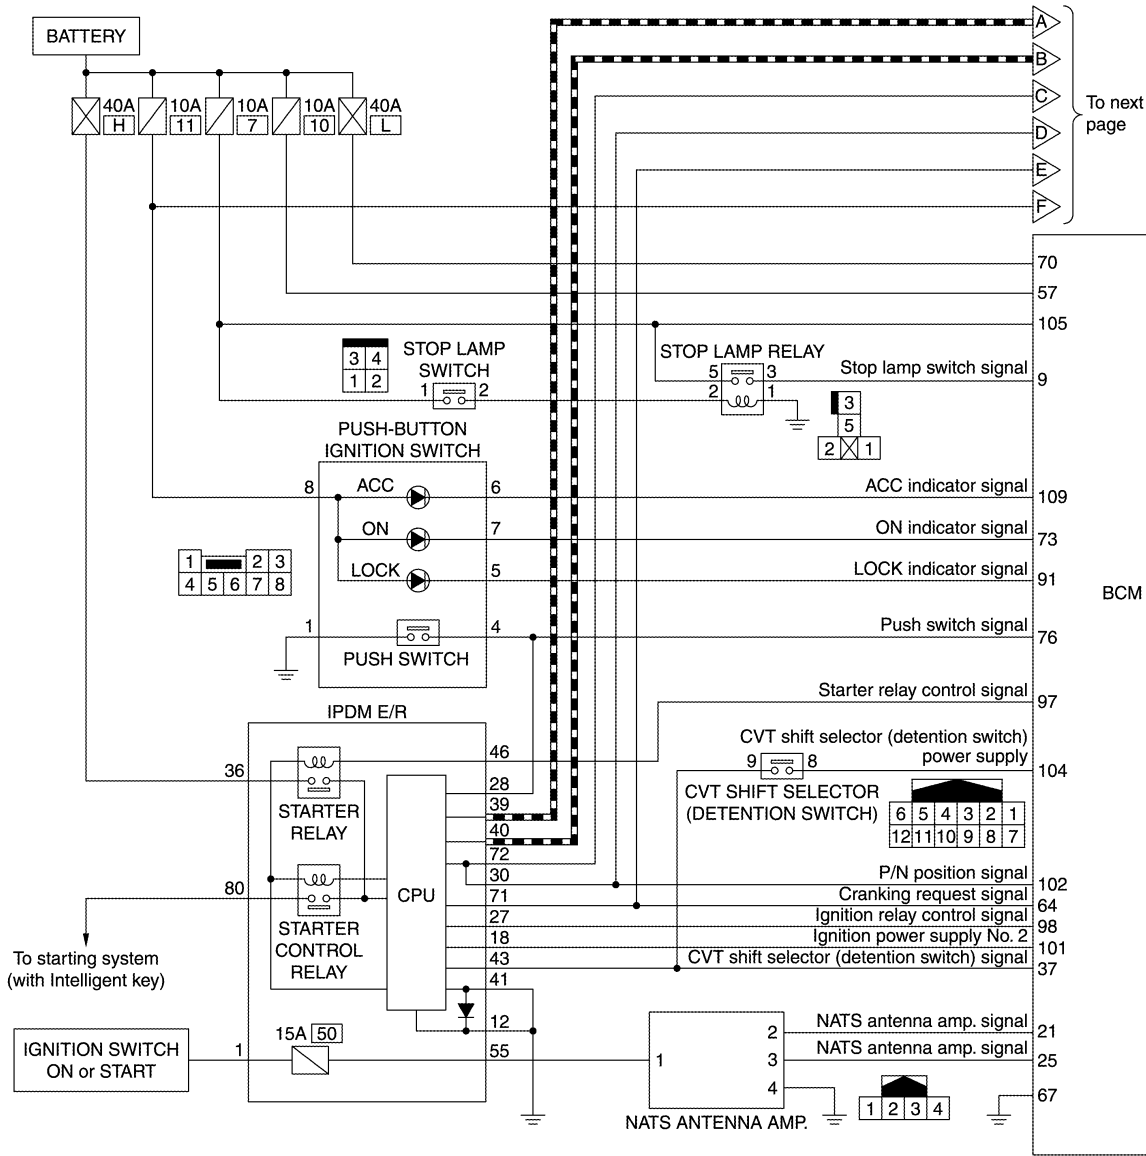 BATTERY
40A
H
10A
11
10A
7
10A
10
40A
L
A
B
C
D
E
F
To next
page
70
57
105
3 4
1 2
STOP LAMP
SWITCH
1 2
STOP LAMP RELAY
5 3
2 1
Stop lamp switch signal
9
3
5
2 1
PUSH-BUTTON
IGNITION SWITCH
8
ACC
6
ACC indicator signal
109
ON
7
ON indicator signal
73
LOCK
5
LOCK indicator signal
91
1 2 3
4 5 6 7 8
BCM
1
4
Push switch signal
76
PUSH SWITCH
Starter relay control signal
97
IPDM E/R
46
36
28
39
40
72
30
71
27
18
43
41
12
55
STARTER
RELAY
80
STARTER
CONTROL
RELAY
CPU
CVT shift selector (detention switch)
power supply
104
9 8
CVT SHIFT SELECTOR
(DETENTION SWITCH)
6 5 4 3 2 1
12 11 10 9 8 7
P/N position signal
102
Cranking request signal
64
Ignition relay control signal
98
Ignition power supply No. 2
101
CVT shift selector (detention switch) signal
37
To starting system
(with Intelligent key)
IGNITION SWITCH
ON or START
1
15A 50
1
2
3
4
NATS ANTENNA AMP.
NATS antenna amp. signal
21
NATS antenna amp. signal
25
67
1 2 3 4